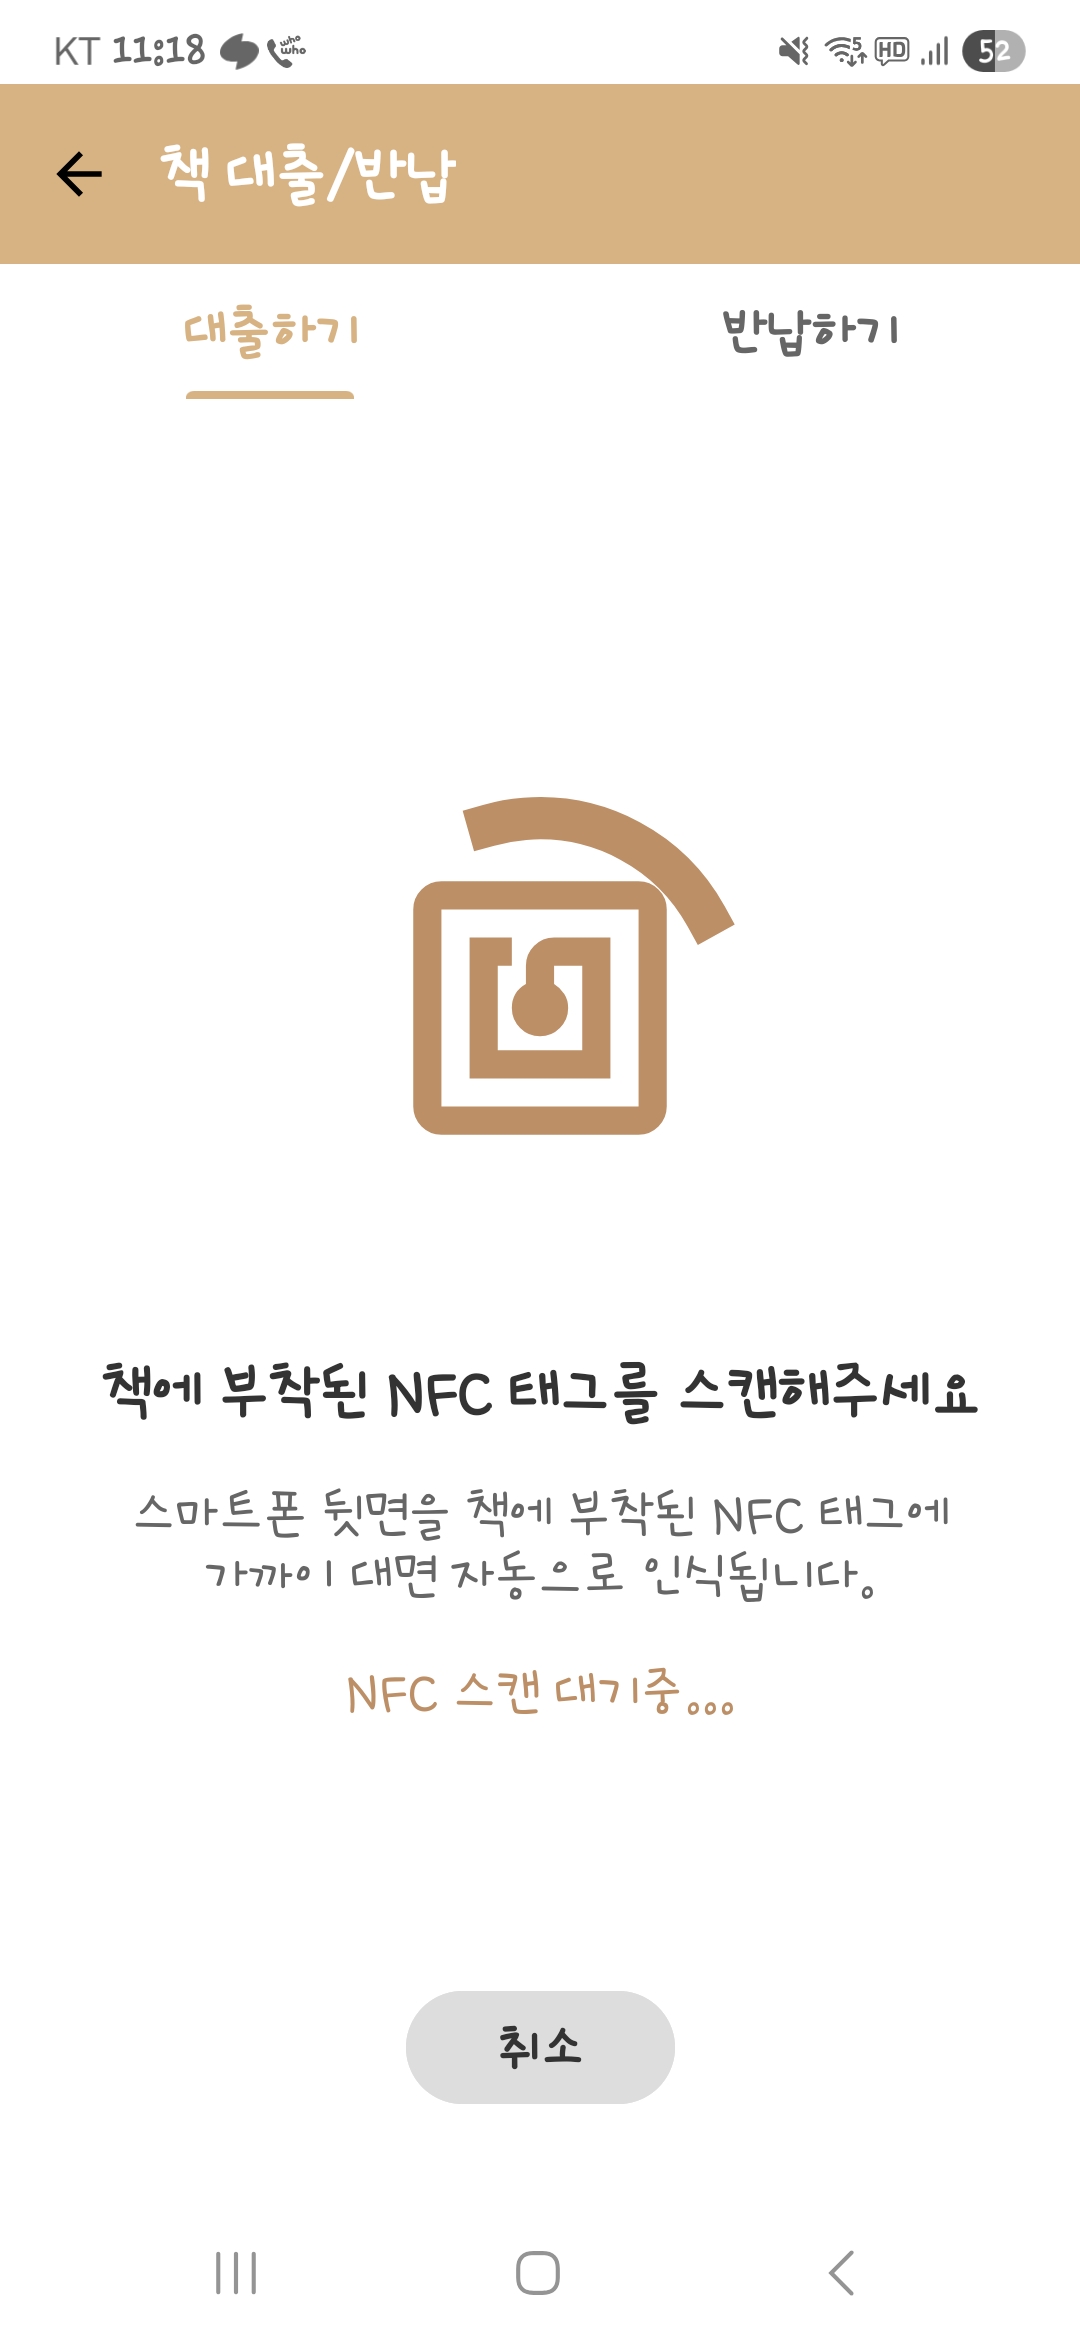 KT 11:18 who who 5 HD 52
책 대출/반납
대출하기 반납하기
책에 부착된 NFC 태그를 스캔해주세요
스마트폰 뒷면을 책에 부착된 NFC 태그에
가까이 대면 자동으로 인식됩니다.
NFC 스캔 대기중...
취소